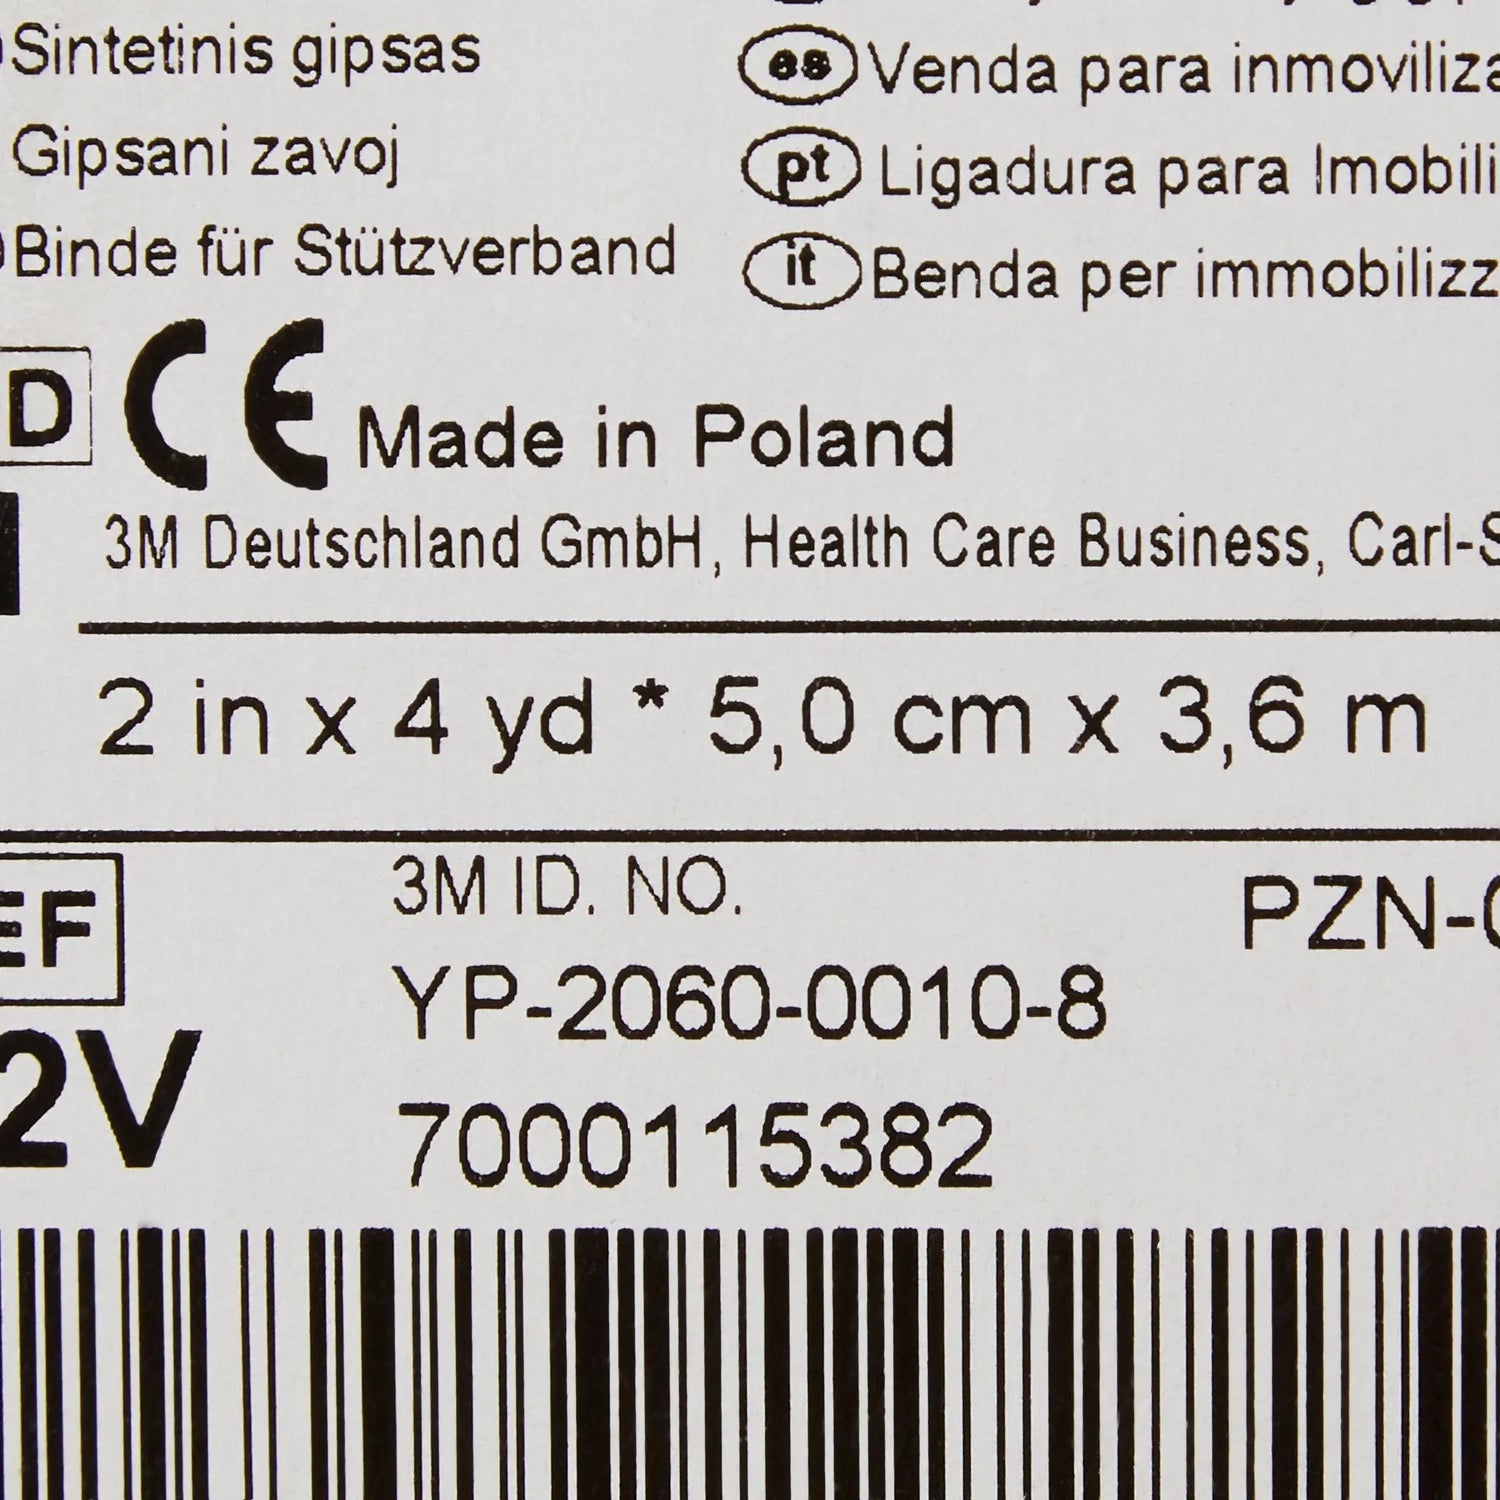 Sintetinis gipsas
es Venda para inmoviliza
Gipsani zavoj
pt Ligadura para Imobili
Binde für Stützverband
it Benda per immobilizz
D CE Made in Poland
3M Deutschland GmbH, Health Care Business, Carl-S
2 in x 4 yd * 5,0 cm x 3,6 m
EF 3M ID. NO.
PZN-0
YP-2060-0010-8
2V
7000115382